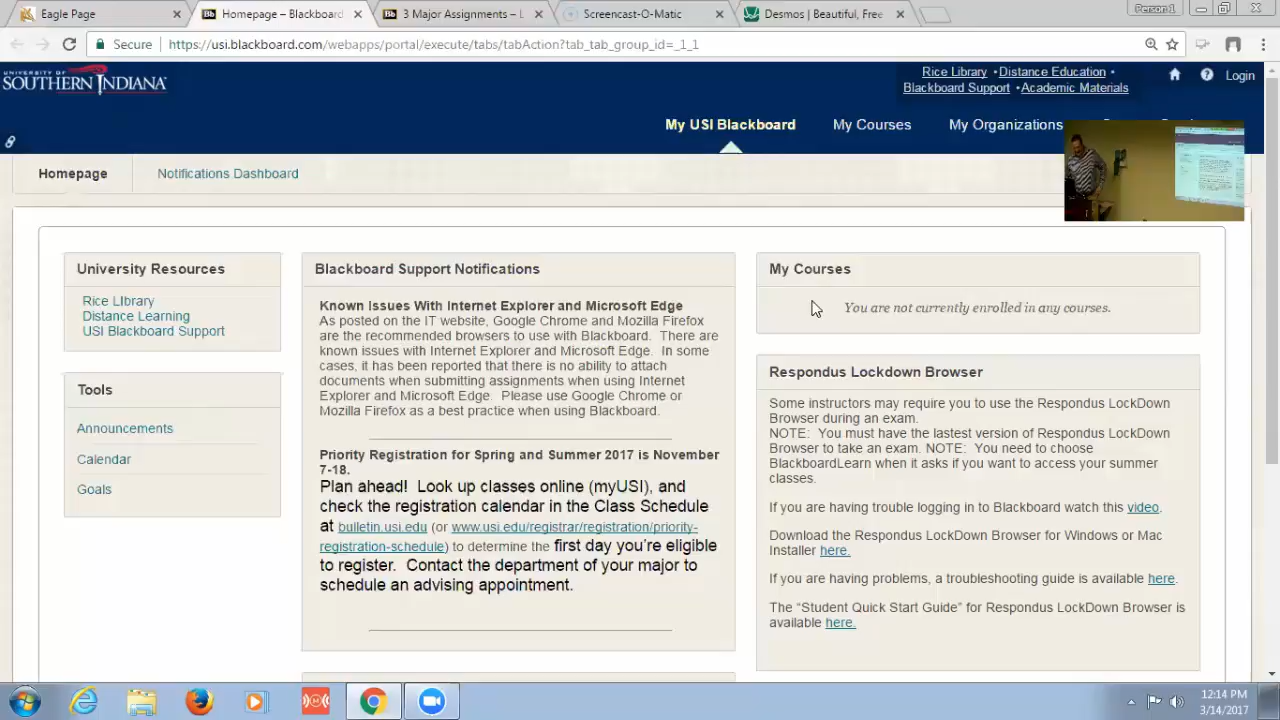 Eagle Page
Homepage – Blackboard
3 Major Assignments – L
Screencast-O-Matic
Desmos | Beautiful, Free
Person 1
Secure
https://usi.blackboard.com/webapps/portal/execute/tabs/tabAction?tab_tab_group_id=_1_1
UNIVERSITY OF
SOUTHERN INDIANA
Rice Library • Distance Education •
Blackboard Support • Academic Materials
Login
My USI Blackboard
My Courses
My Organizations
Homepage
Notifications Dashboard
University Resources
Rice LIbrary
Distance Learning
USI Blackboard Support
Tools
Announcements
Calendar
Goals
Blackboard Support Notifications
Known Issues With Internet Explorer and Microsoft Edge
As posted on the IT website, Google Chrome and Mozilla Firefox
are the recommended browsers to use with Blackboard. There are
known issues with Internet Explorer and Microsoft Edge. In some
cases, it has been reported that there is no ability to attach
documents when submitting assignments when using Internet
Explorer and Microsoft Edge. Please use Google Chrome or
Mozilla Firefox as a best practice when using Blackboard.
Priority Registration for Spring and Summer 2017 is November
7-18.
Plan ahead! Look up classes online (myUSI), and
check the registration calendar in the Class Schedule
at bulletin.usi.edu (or www.usi.edu/registrar/registration/priority-
registration-schedule) to determine the first day you're eligible
to register. Contact the department of your major to
schedule an advising appointment.
My Courses
You are not currently enrolled in any courses.
Respondus Lockdown Browser
Some instructors may require you to use the Respondus LockDown
Browser during an exam.
NOTE: You must have the lastest version of Respondus LockDown
Browser to take an exam. NOTE: You need to choose
BlackboardLearn when it asks if you want to access your summer
classes.
If you are having trouble logging in to Blackboard watch this video.
Download the Respondus LockDown Browser for Windows or Mac
Installer here.
If you are having problems, a troubleshooting guide is available here.
The “Student Quick Start Guide” for Respondus LockDown Browser is
available here.
12:14 PM
3/14/2017